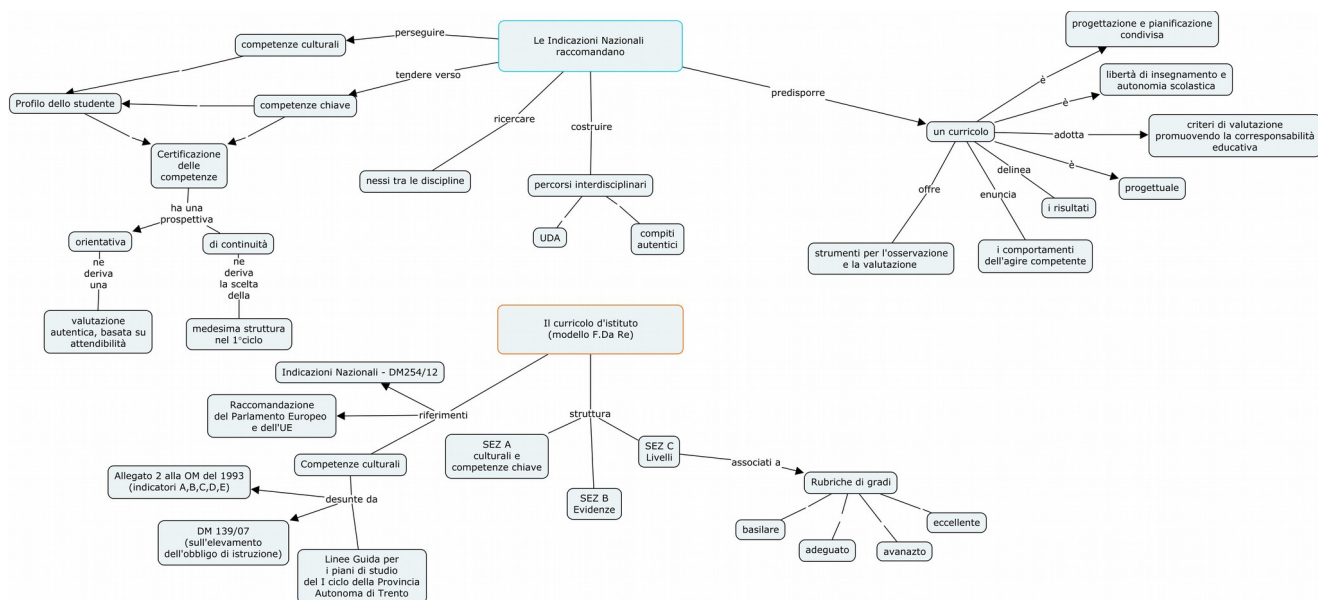 Le Indicazioni Nazionali
raccomandano
perseguire
competenze culturali
tendere verso
Profilo dello studente
competenze chiave
Certificazione
delle
competenze
ha una
prospettiva
orientativa
di continuità
ne
deriva
una
ne
deriva
la scelta
della
valutazione
autentica, basata su
attendibilità
medesima struttura
nel 1°ciclo
ricercare
nessi tra le discipline
costruire
percorsi interdisciplinari
UDA
compiti
autentici
predisporre
un curricolo
è
progettazione e pianificazione
condivisa
è
libertà di insegnamento e
autonomia scolastica
adotta
criteri di valutazione
promuovendo la corresponsabilità
educativa
è
progettuale
delinea
i risultati
enuncia
i comportamenti
dell'agire competente
offre
strumenti per l'osservazione
e la valutazione
Il curricolo d'istituto
(modello F.Da Re)
riferimenti
Indicazioni Nazionali - DM254/12
Raccomandazione
del Parlamento Europeo
e dell'UE
Competenze culturali
desunte da
Allegato 2 alla OM del 1993
(indicatori A,B,C,D,E)
DM 139/07
(sull'elevamento
dell'obbligo di istruzione)
Linee Guida per
i piani di studio
del I ciclo della Provincia
Autonoma di Trento
struttura
SEZ A
culturali e
competenze chiave
SEZ B
Evidenze
SEZ C
Livelli
associati a
Rubriche di gradi
basilare
adeguato
avanazto
eccellente